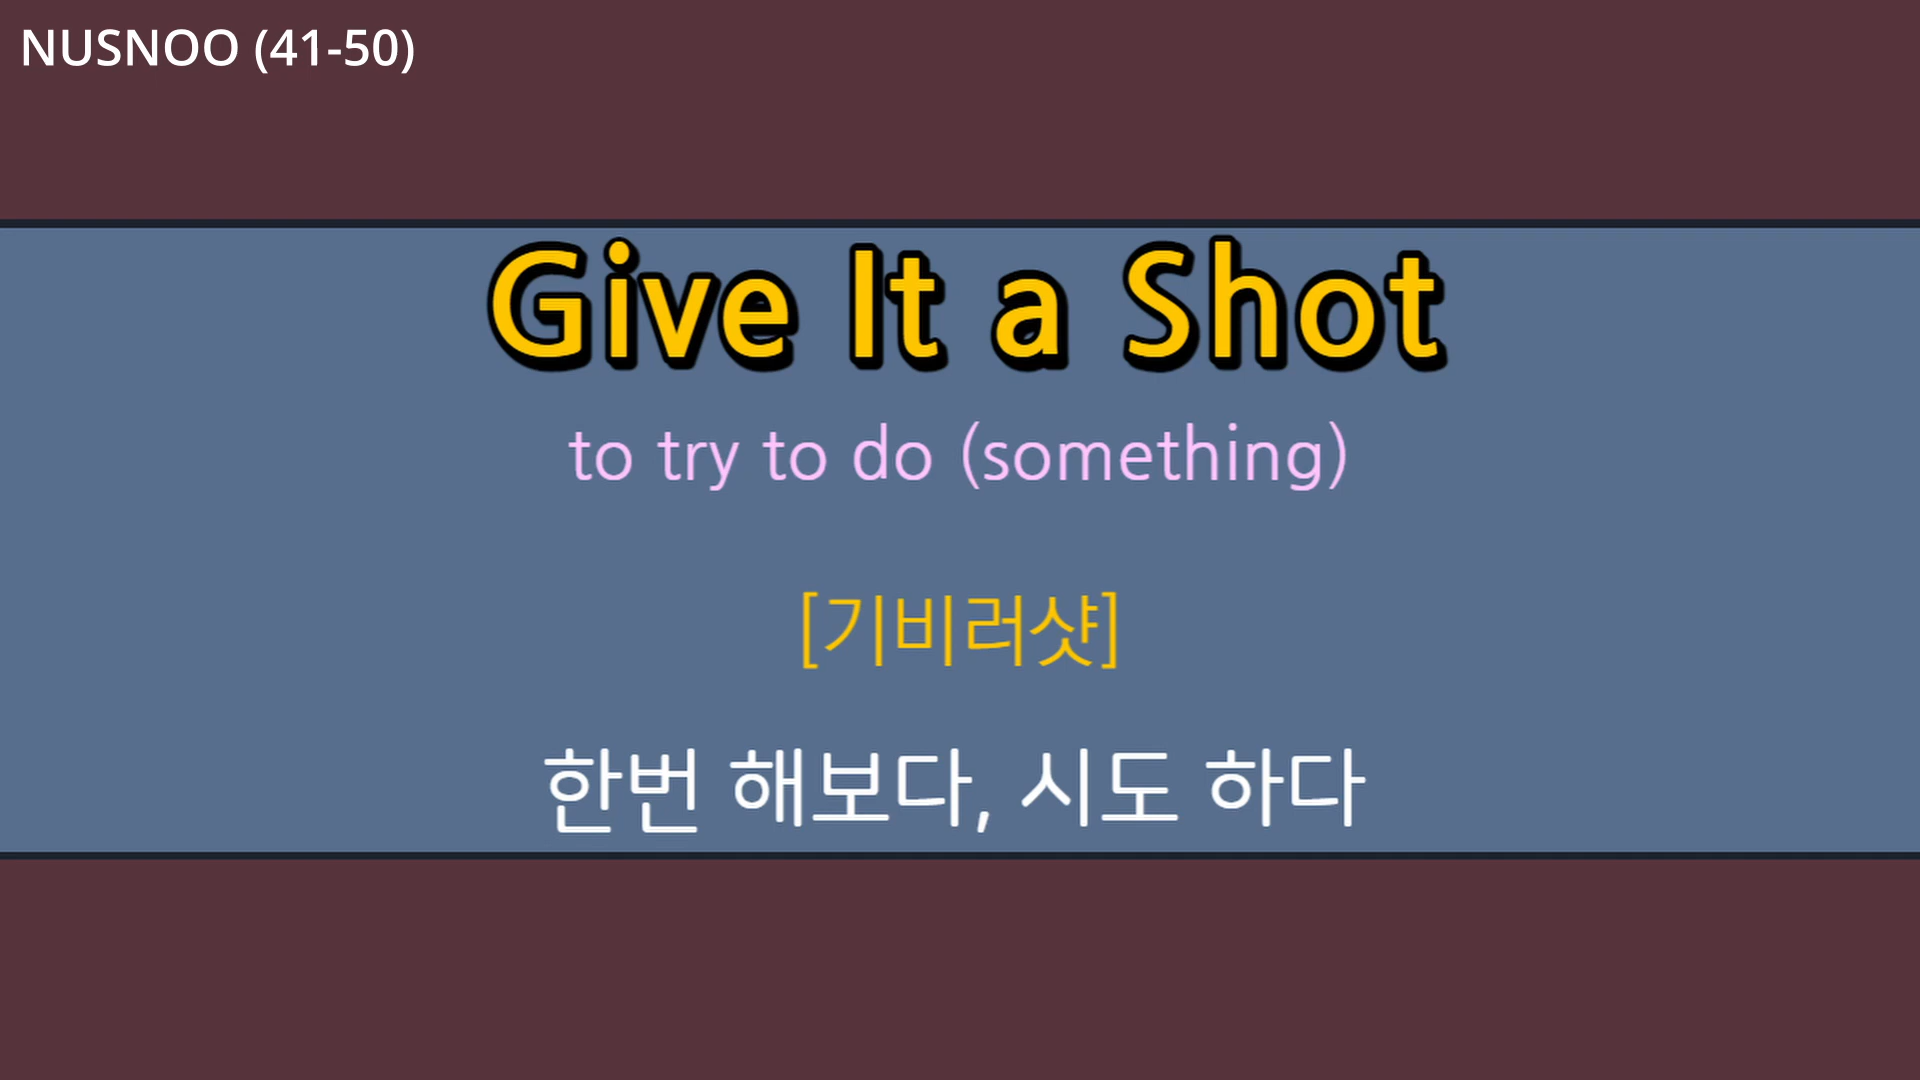 NUSNOO (41-50)
Give It a Shot
to try to do (something)
[기비러샷]
한번 해보다, 시도 하다